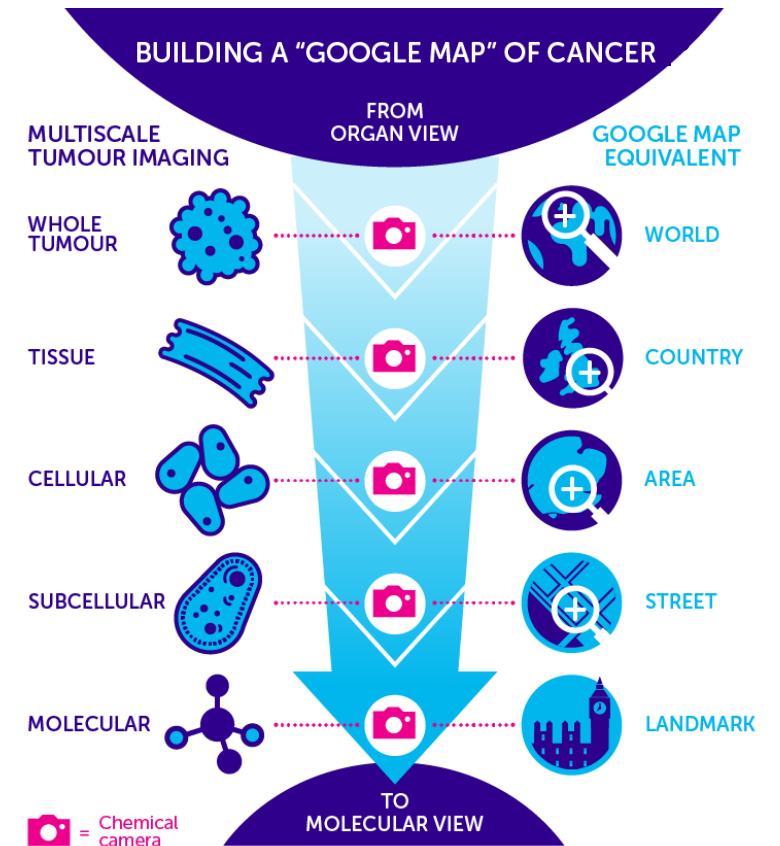 BUILDING A “GOOGLE MAP” OF CANCER
FROM
ORGAN VIEW
MULTISCALE
TUMOUR IMAGING
GOOGLE MAP
EQUIVALENT
WHOLE
TUMOUR
WORLD
TISSUE
COUNTRY
CELLULAR
AREA
SUBCELLULAR
STREET
MOLECULAR
LANDMARK
TO
MOLECULAR VIEW
= Chemical
camera